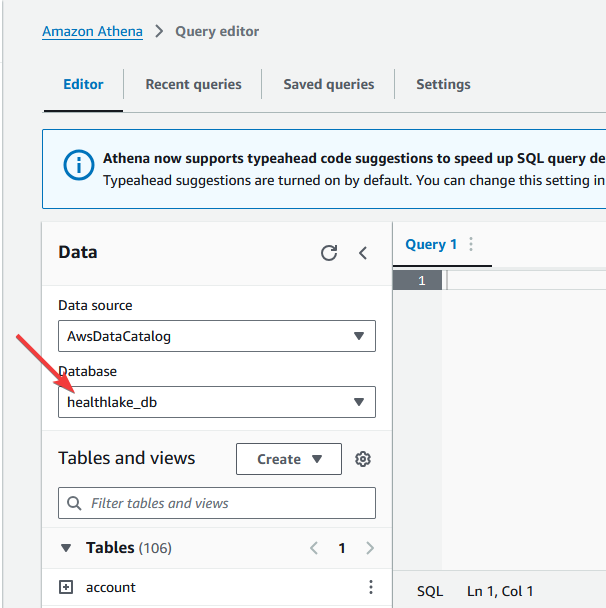 Amazon Athena > Query editor
Editor Recent queries Saved queries Settings
Athena now supports typeahead code suggestions to speed up SQL query de
Typeahead suggestions are turned on by default. You can change this setting in
Data
Query 1
1
Data source
AwsDataCatalog
Database
healthlake_db
Tables and views Create
Filter tables and views
Tables (106) < 1 >
account
SQL Ln 1, Col 1